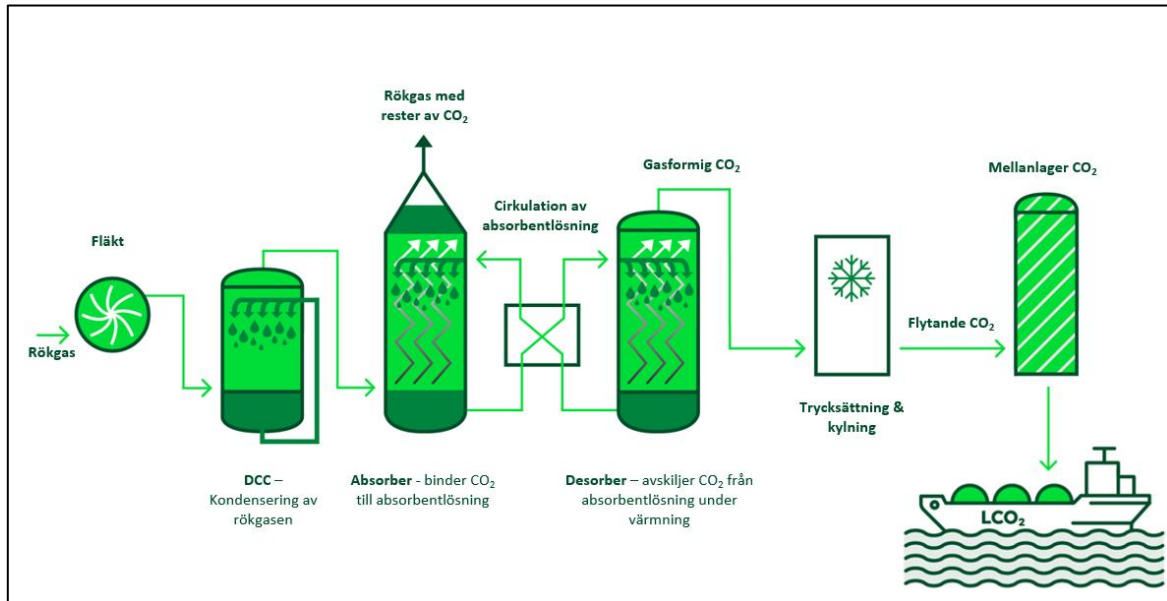 Rökgas med
rester av CO₂
Gasformig CO₂
Mellanlager CO₂
Cirkulation av
absorbentlösning
Fläkt
Rökgas
Flytande CO₂
Trycksättning &
kylning
DCC –
Kondensering av
rökgasen
Absorber - binder CO₂
till absorbentlösning
Desorber – avskiljer CO₂ från
absorbentlösning under
värmning
LCO₂